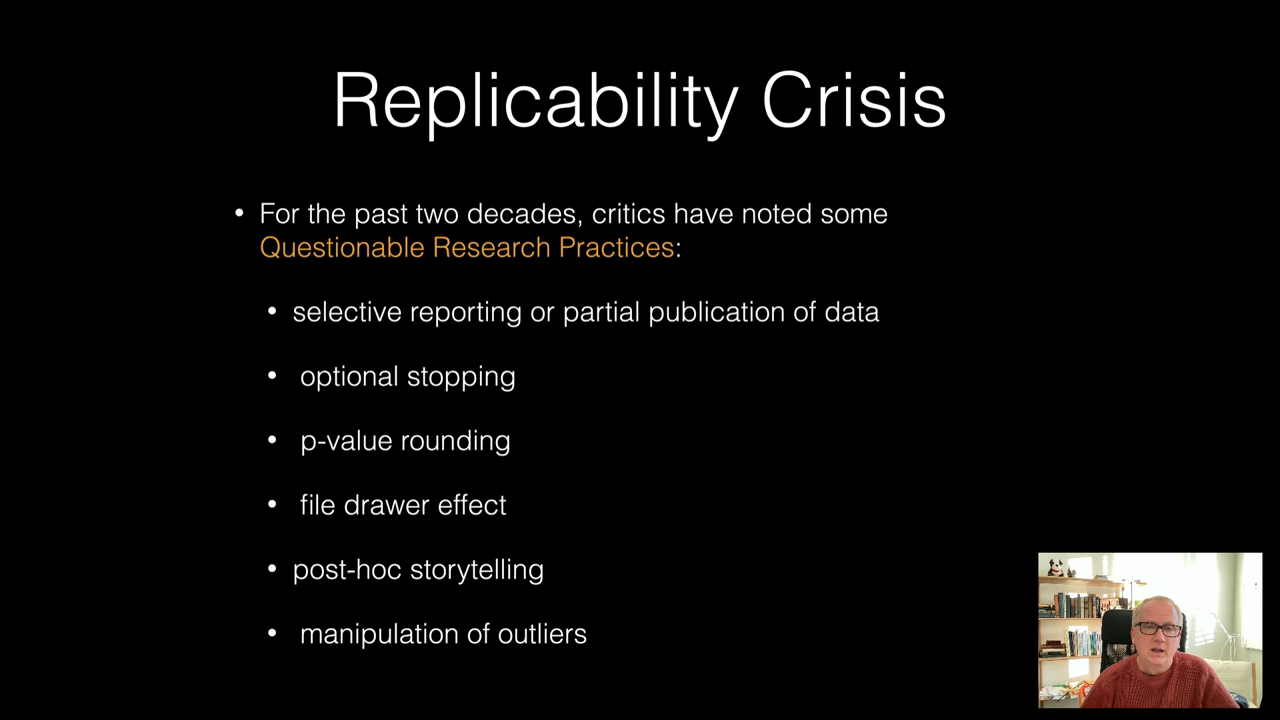 Replicability Crisis
• For the past two decades, critics have noted some
Questionable Research Practices:
• selective reporting or partial publication of data
• optional stopping
• p-value rounding
• file drawer effect
• post-hoc storytelling
• manipulation of outliers